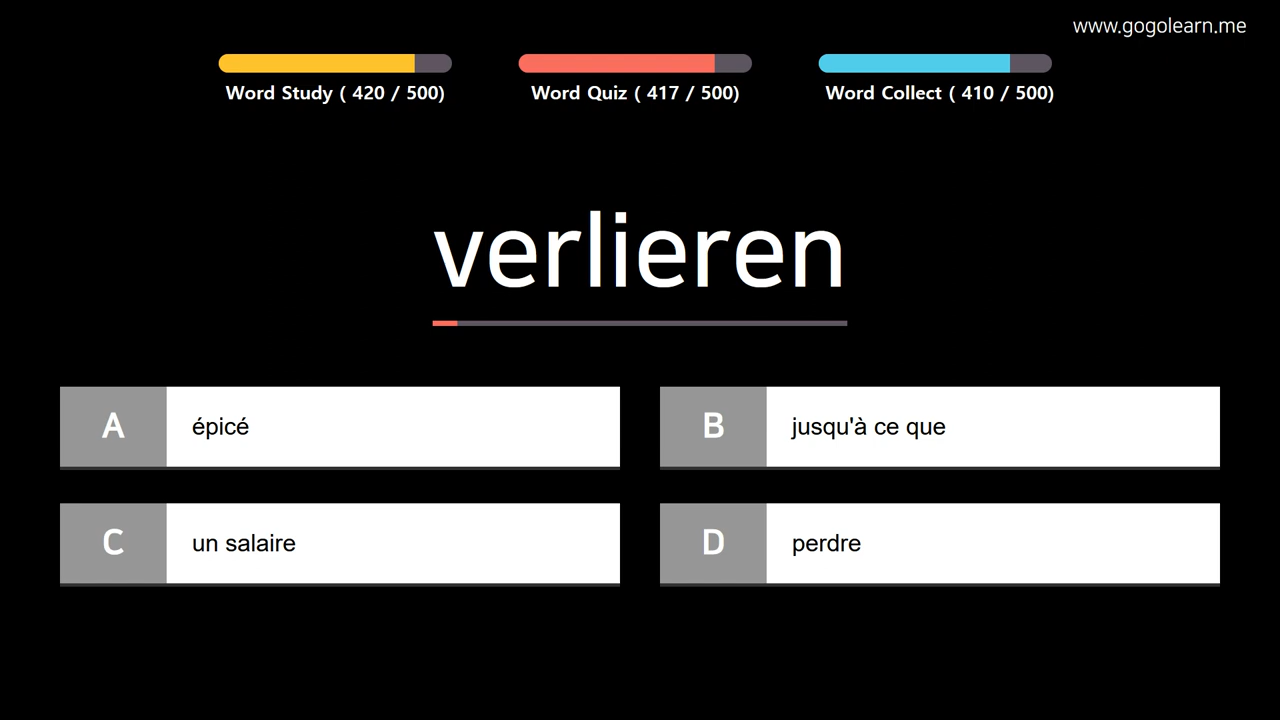 www.gogolearn.me
Word Study ( 420 / 500)
Word Quiz ( 417 / 500)
Word Collect ( 410 / 500)
verlieren
A épicé
B jusqu'à ce que
C un salaire
D perdre